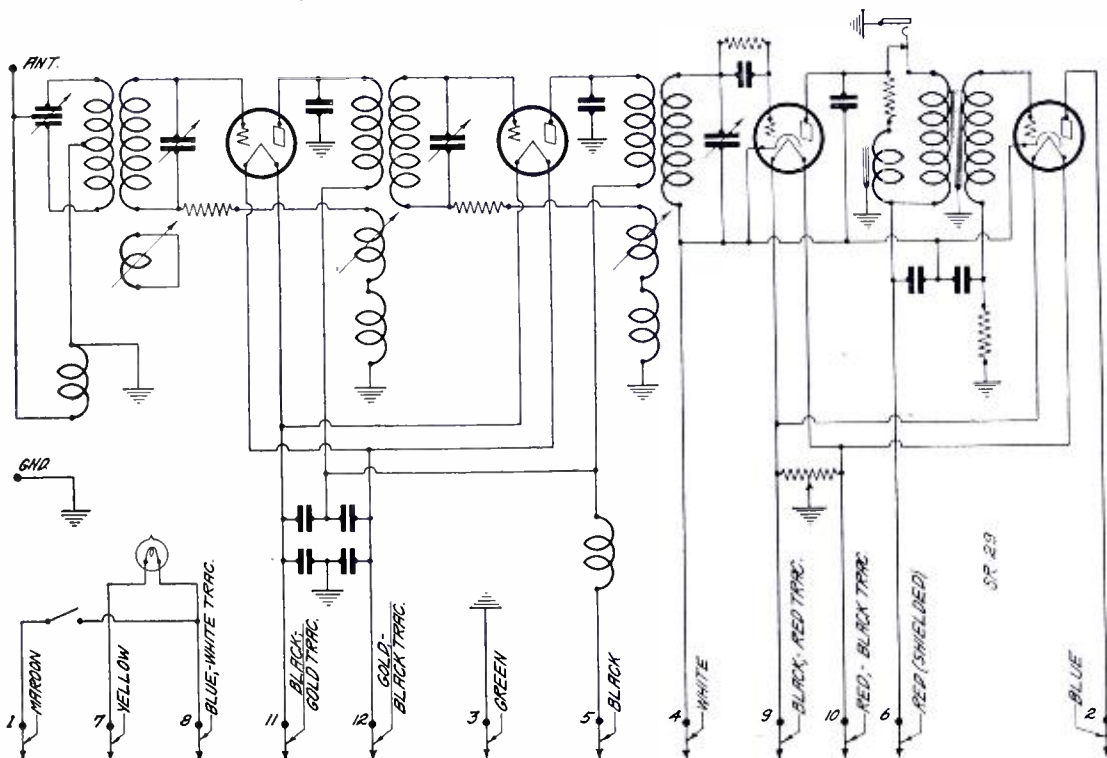 ANT.
GND.
SR 29
1 MAROON
7 YELLOW
8 BLUE,-WHITE TRAC.
11 BLACK,-
GOLD TRAC.
12 GOLD,-
BLACK TRAC.
3 GREEN
5 BLACK
4 WHITE
9 BLACK,-RED TRAC.
10 RED,-BLACK TRAC
6 RED (SHIELDED)
2 BLUE